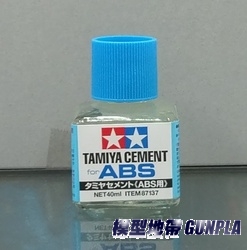 TAMIYA CEMENT
for ABS
タミヤセメント〈ABS用〉
NET40ml ITEM87137
模型地帶 GUNPLA